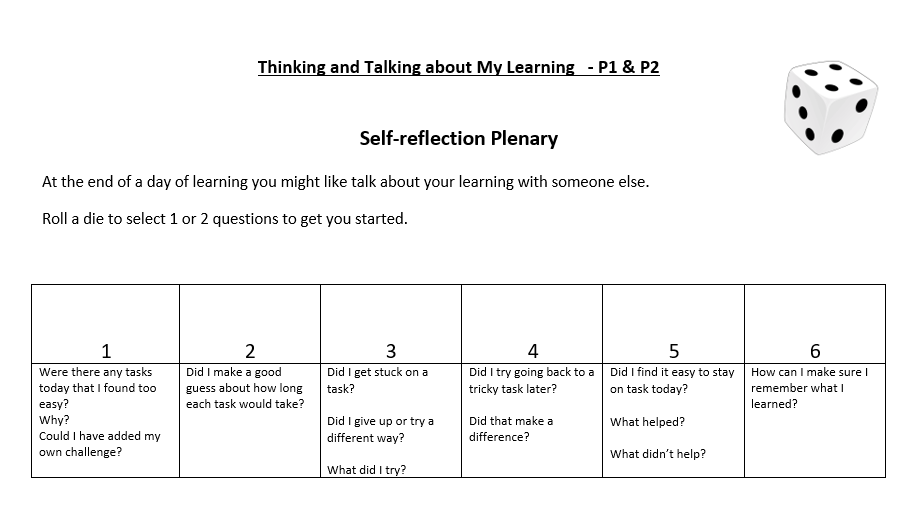 Thinking and Talking about My Learning   - P1 & P2
Self-reflection Plenary
At the end of a day of learning you might like talk about your learning with someone else.
Roll a die to select 1 or 2 questions to get you started.
1
2
3
4
5
6
Were there any tasks
today that I found too
easy?
Why?
Could I have added my
own challenge?
Did I make a good
guess about how long
each task would take?
Did I get stuck on a
task?
Did I give up or try a
different way?
What did I try?
Did I try going back to a
tricky task later?
Did that make a
difference?
Did I find it easy to stay
on task today?
What helped?
What didn’t help?
How can I make sure I
remember what I
learned?